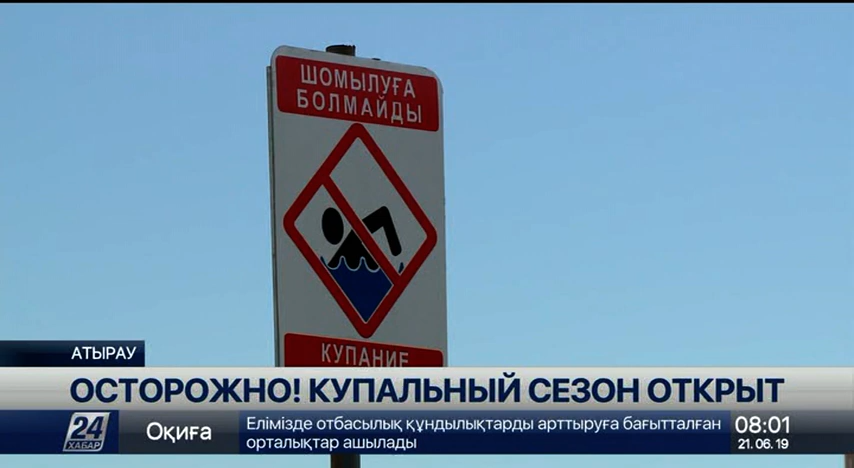 ШОМЫЛУҒА
БОЛМАЙДЫ
КУПАНИЕ
АТЫРАУ
ОСТОРОЖНО! КУПАЛЬНЫЙ СЕЗОН ОТКРЫТ
24
ХАБАР
Оқиға
Елімізде отбасылық құндылықтарды арттыруға бағытталған
орталықтар ашылады
08:01
21.06.19